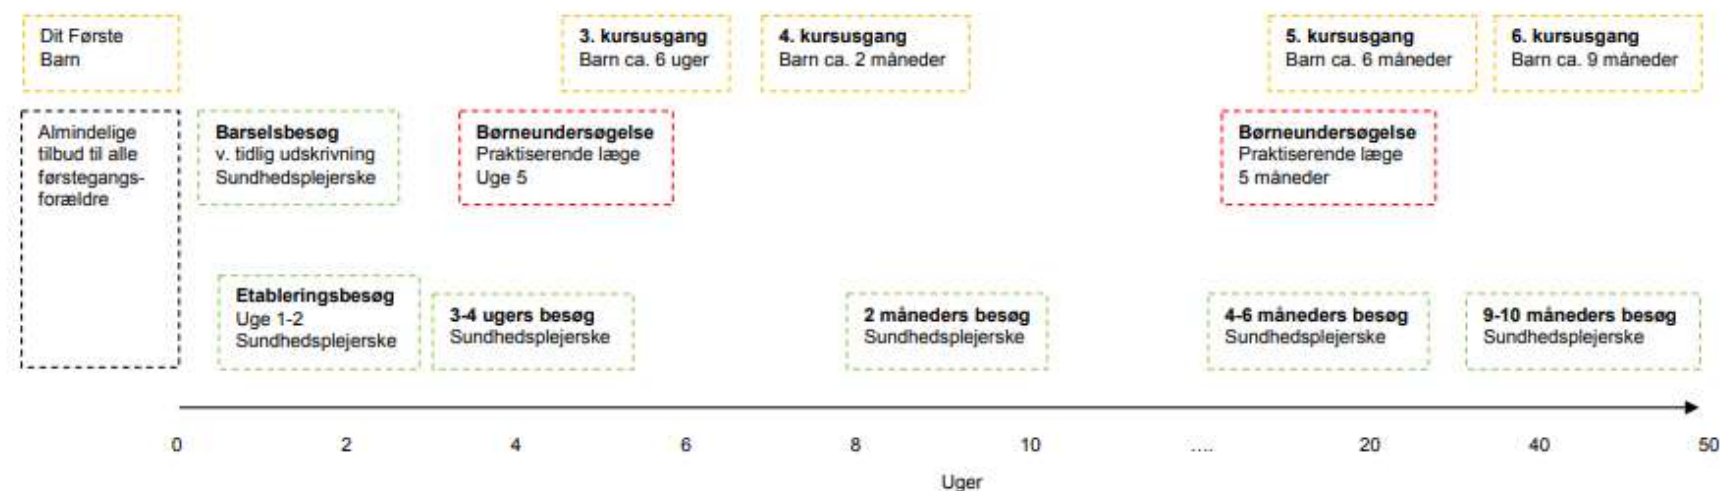 Dit Første
Barn
3. kursusgang
Barn ca. 6 uger
4. kursusgang
Barn ca. 2 måneder
5. kursusgang
Barn ca. 6 måneder
6. kursusgang
Barn ca. 9 måneder
Almindelige
tilbud til alle
førstegangs-
forældre
Barselsbesøg
v. tidlig udskrivning
Sundhedsplejerske
Børneundersøgelse
Praktiserende læge
Uge 5
Børneundersøgelse
Praktiserende læge
5 måneder
Etableringsbesøg
Uge 1-2
Sundhedsplejerske
3-4 ugers besøg
Sundhedsplejerske
2 måneders besøg
Sundhedsplejerske
4-6 måneders besøg
Sundhedsplejerske
9-10 måneders besøg
Sundhedsplejerske
0 2 4 6 8 10 .... 20 40 50
Uger